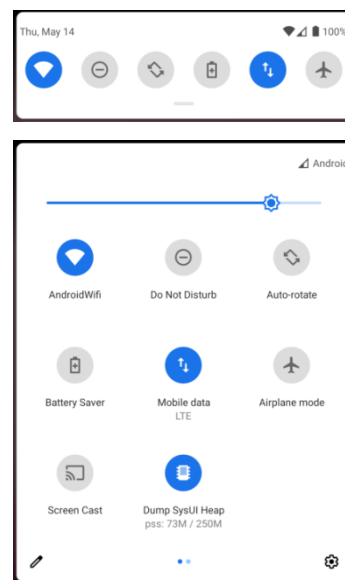 Thu, May 14
100%
Android
AndroidWifi
Do Not Disturb
Auto-rotate
Battery Saver
Mobile data
LTE
Airplane mode
Screen Cast
Dump SysUI Heap
pss: 73M / 250M